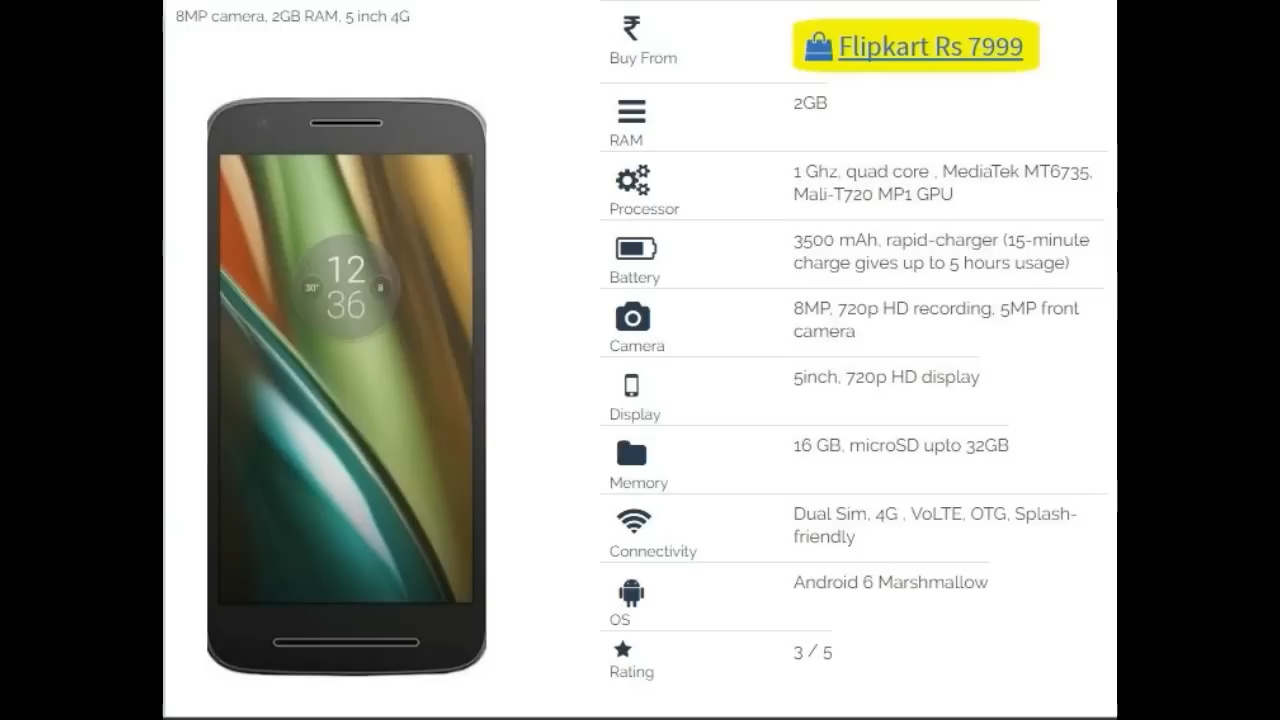 8MP camera, 2GB RAM, 5 inch 4G
12
30°
8
36
₹
Buy From
Flipkart Rs 7999
RAM
2GB
Processor
1 Ghz, quad core , MediaTek MT6735,
Mali-T720 MP1 GPU
Battery
3500 mAh, rapid-charger (15-minute
charge gives up to 5 hours usage)
Camera
8MP, 720p HD recording, 5MP front
camera
Display
5inch, 720p HD display
Memory
16 GB, microSD upto 32GB
Connectivity
Dual Sim, 4G , VoLTE, OTG, Splash-
friendly
OS
Android 6 Marshmallow
Rating
3 / 5